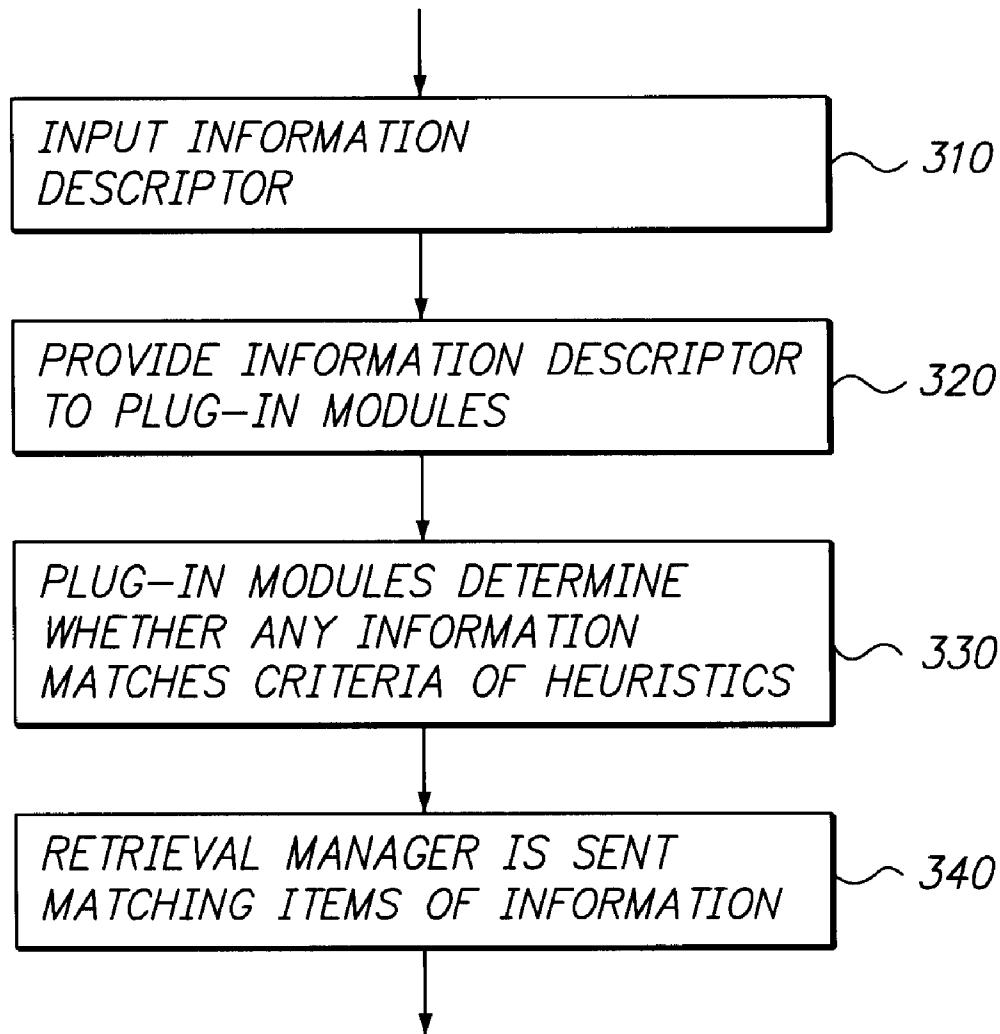 INPUT INFORMATION
DESCRIPTOR
310
PROVIDE INFORMATION DESCRIPTOR
TO PLUG-IN MODULES
320
PLUG-IN MODULES DETERMINE
WHETHER ANY INFORMATION
MATCHES CRITERIA OF HEURISTICS
330
RETRIEVAL MANAGER IS SENT
MATCHING ITEMS OF INFORMATION
340